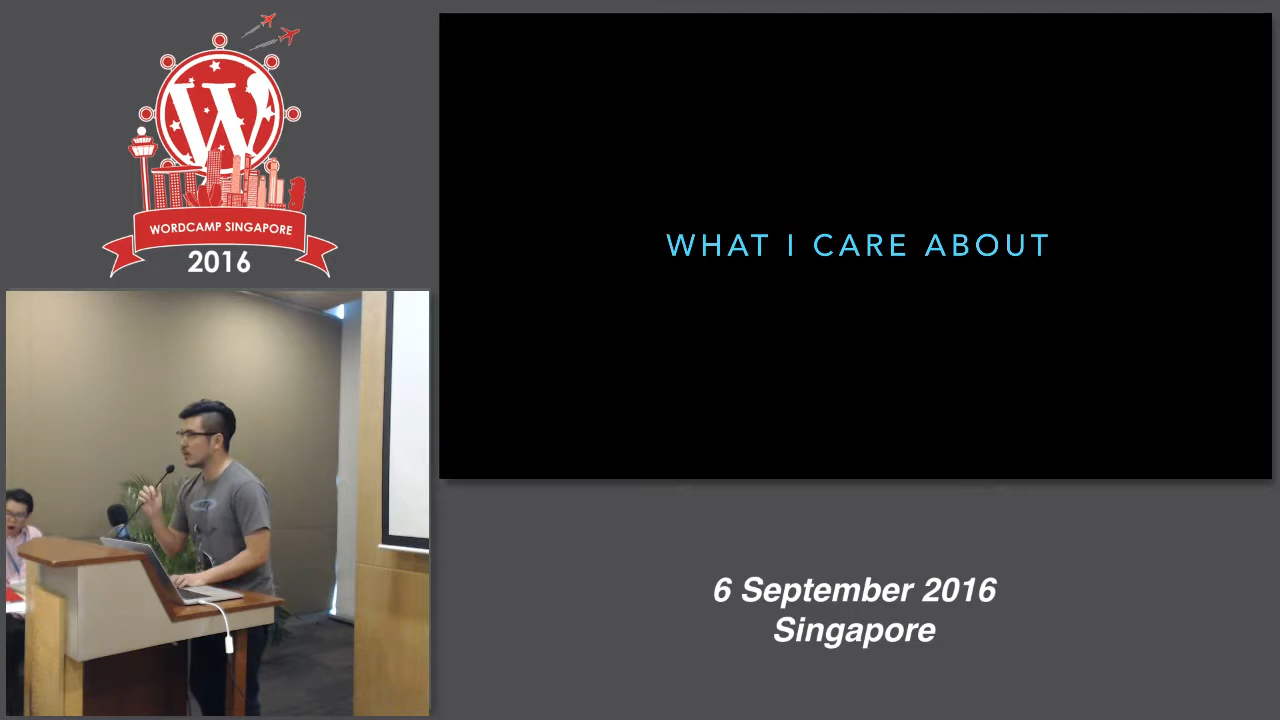 W
WORDCAMP SINGAPORE
2016
WHAT I CARE ABOUT
6 September 2016
Singapore